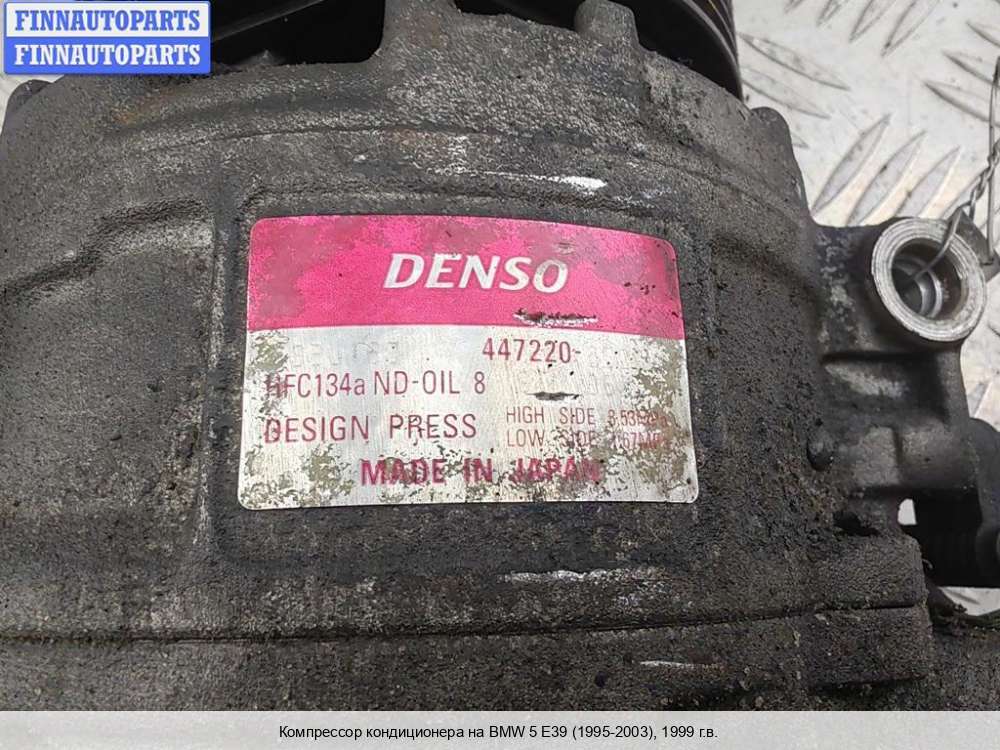 FINNAUTOPARTS
FINNAUTOPARTS
DENSO
447220-
HFC134a ND-OIL 8
DESIGN PRESS
HIGH SIDE
LOW SIDE
MADE IN JAPAN
Компрессор кондиционера на BMW 5 E39 (1995-2003), 1999 г.в.